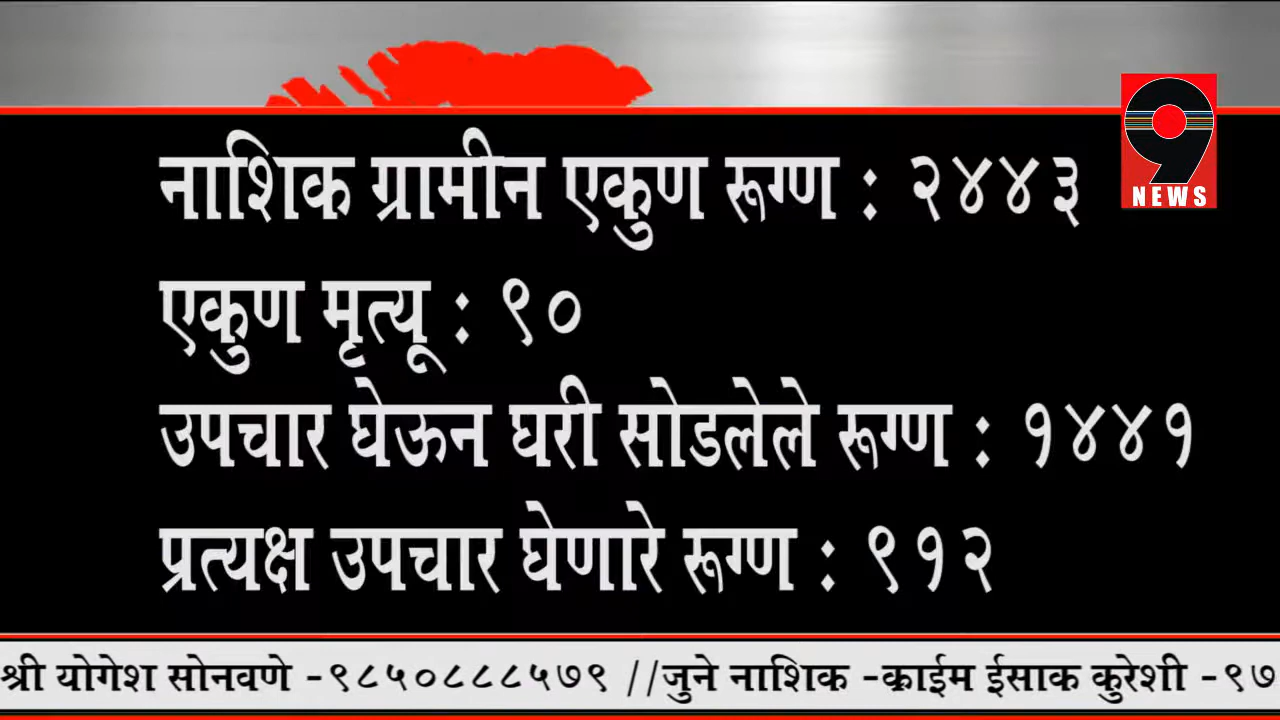 नाशिक ग्रामीन एकुण रूग्ण : २४४३
9 NEWS
एकुण मृत्यू : ९०
उपचार घेऊन घरी सोडलेले रूग्ण : १४४१
प्रत्यक्ष उपचार घेणारे रूग्ण : ९१२
श्री योगेश सोनवणे -९८५०८८८५७९ //जुने नाशिक -क्राईम ईसाक कुरेशी -९७